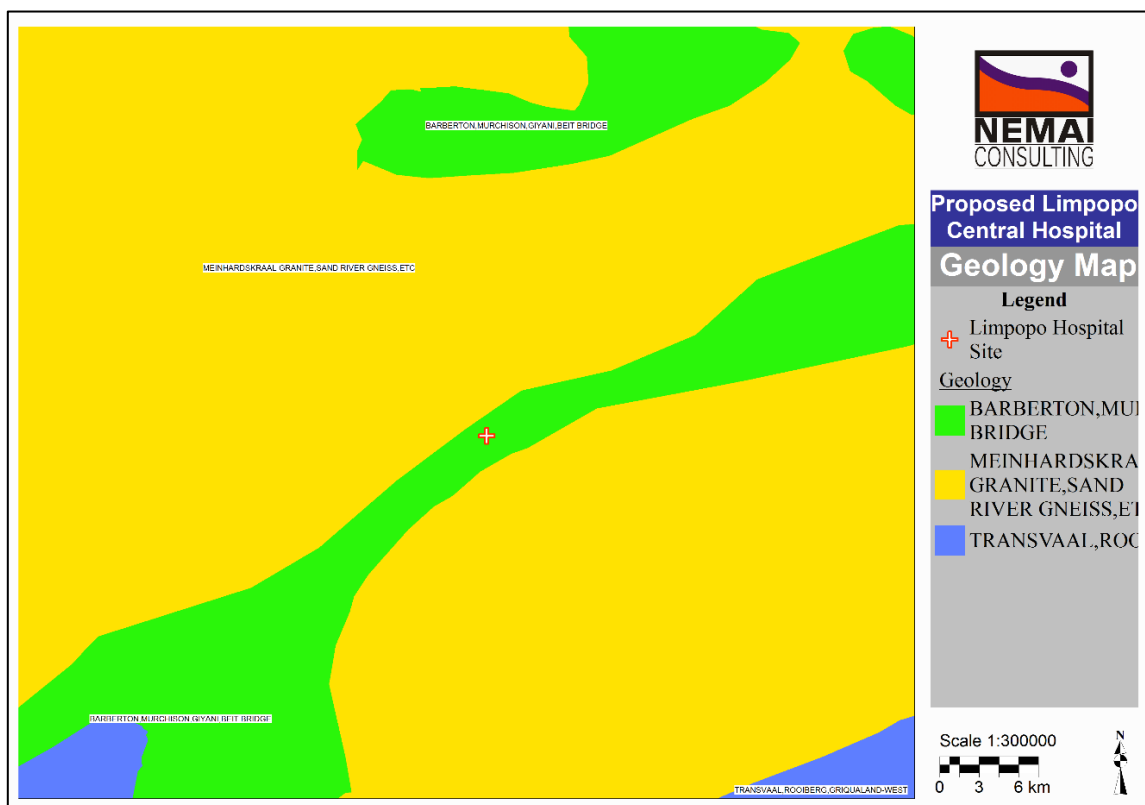 BARBERTON,MURCHISON,GIYANI,BEIT BRIDGE
MEINHARDSKRAAL GRANITE,SAND RIVER GNEISS,ETC
BARBERTON,MURCHISON,GIYANI,BEIT BRIDGE
TRANSVAAL,ROOIBERG,GRIQUALAND-WEST
NEMAI
CONSULTING
Proposed Limpopo
Central Hospital
Geology Map
Legend
Limpopo Hospital
Site
Geology
BARBERTON,MU
BRIDGE
MEINHARDSKRA
GRANITE,SAND
RIVER GNEISS,ET
TRANSVAAL,ROO
Scale 1:300000
0 3 6 km
N